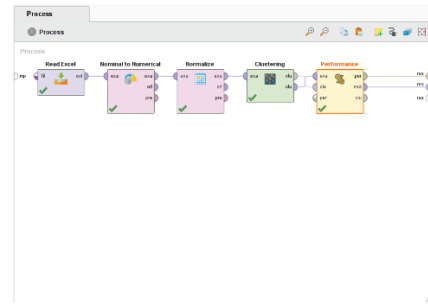 Process
Process
Process
Read Excel Nominal to Numerical Normalize Clustering Performance
inp fil out exa exa exa exa exa clu exa per res
ori ori clu clu exa res
pre pre per clu res